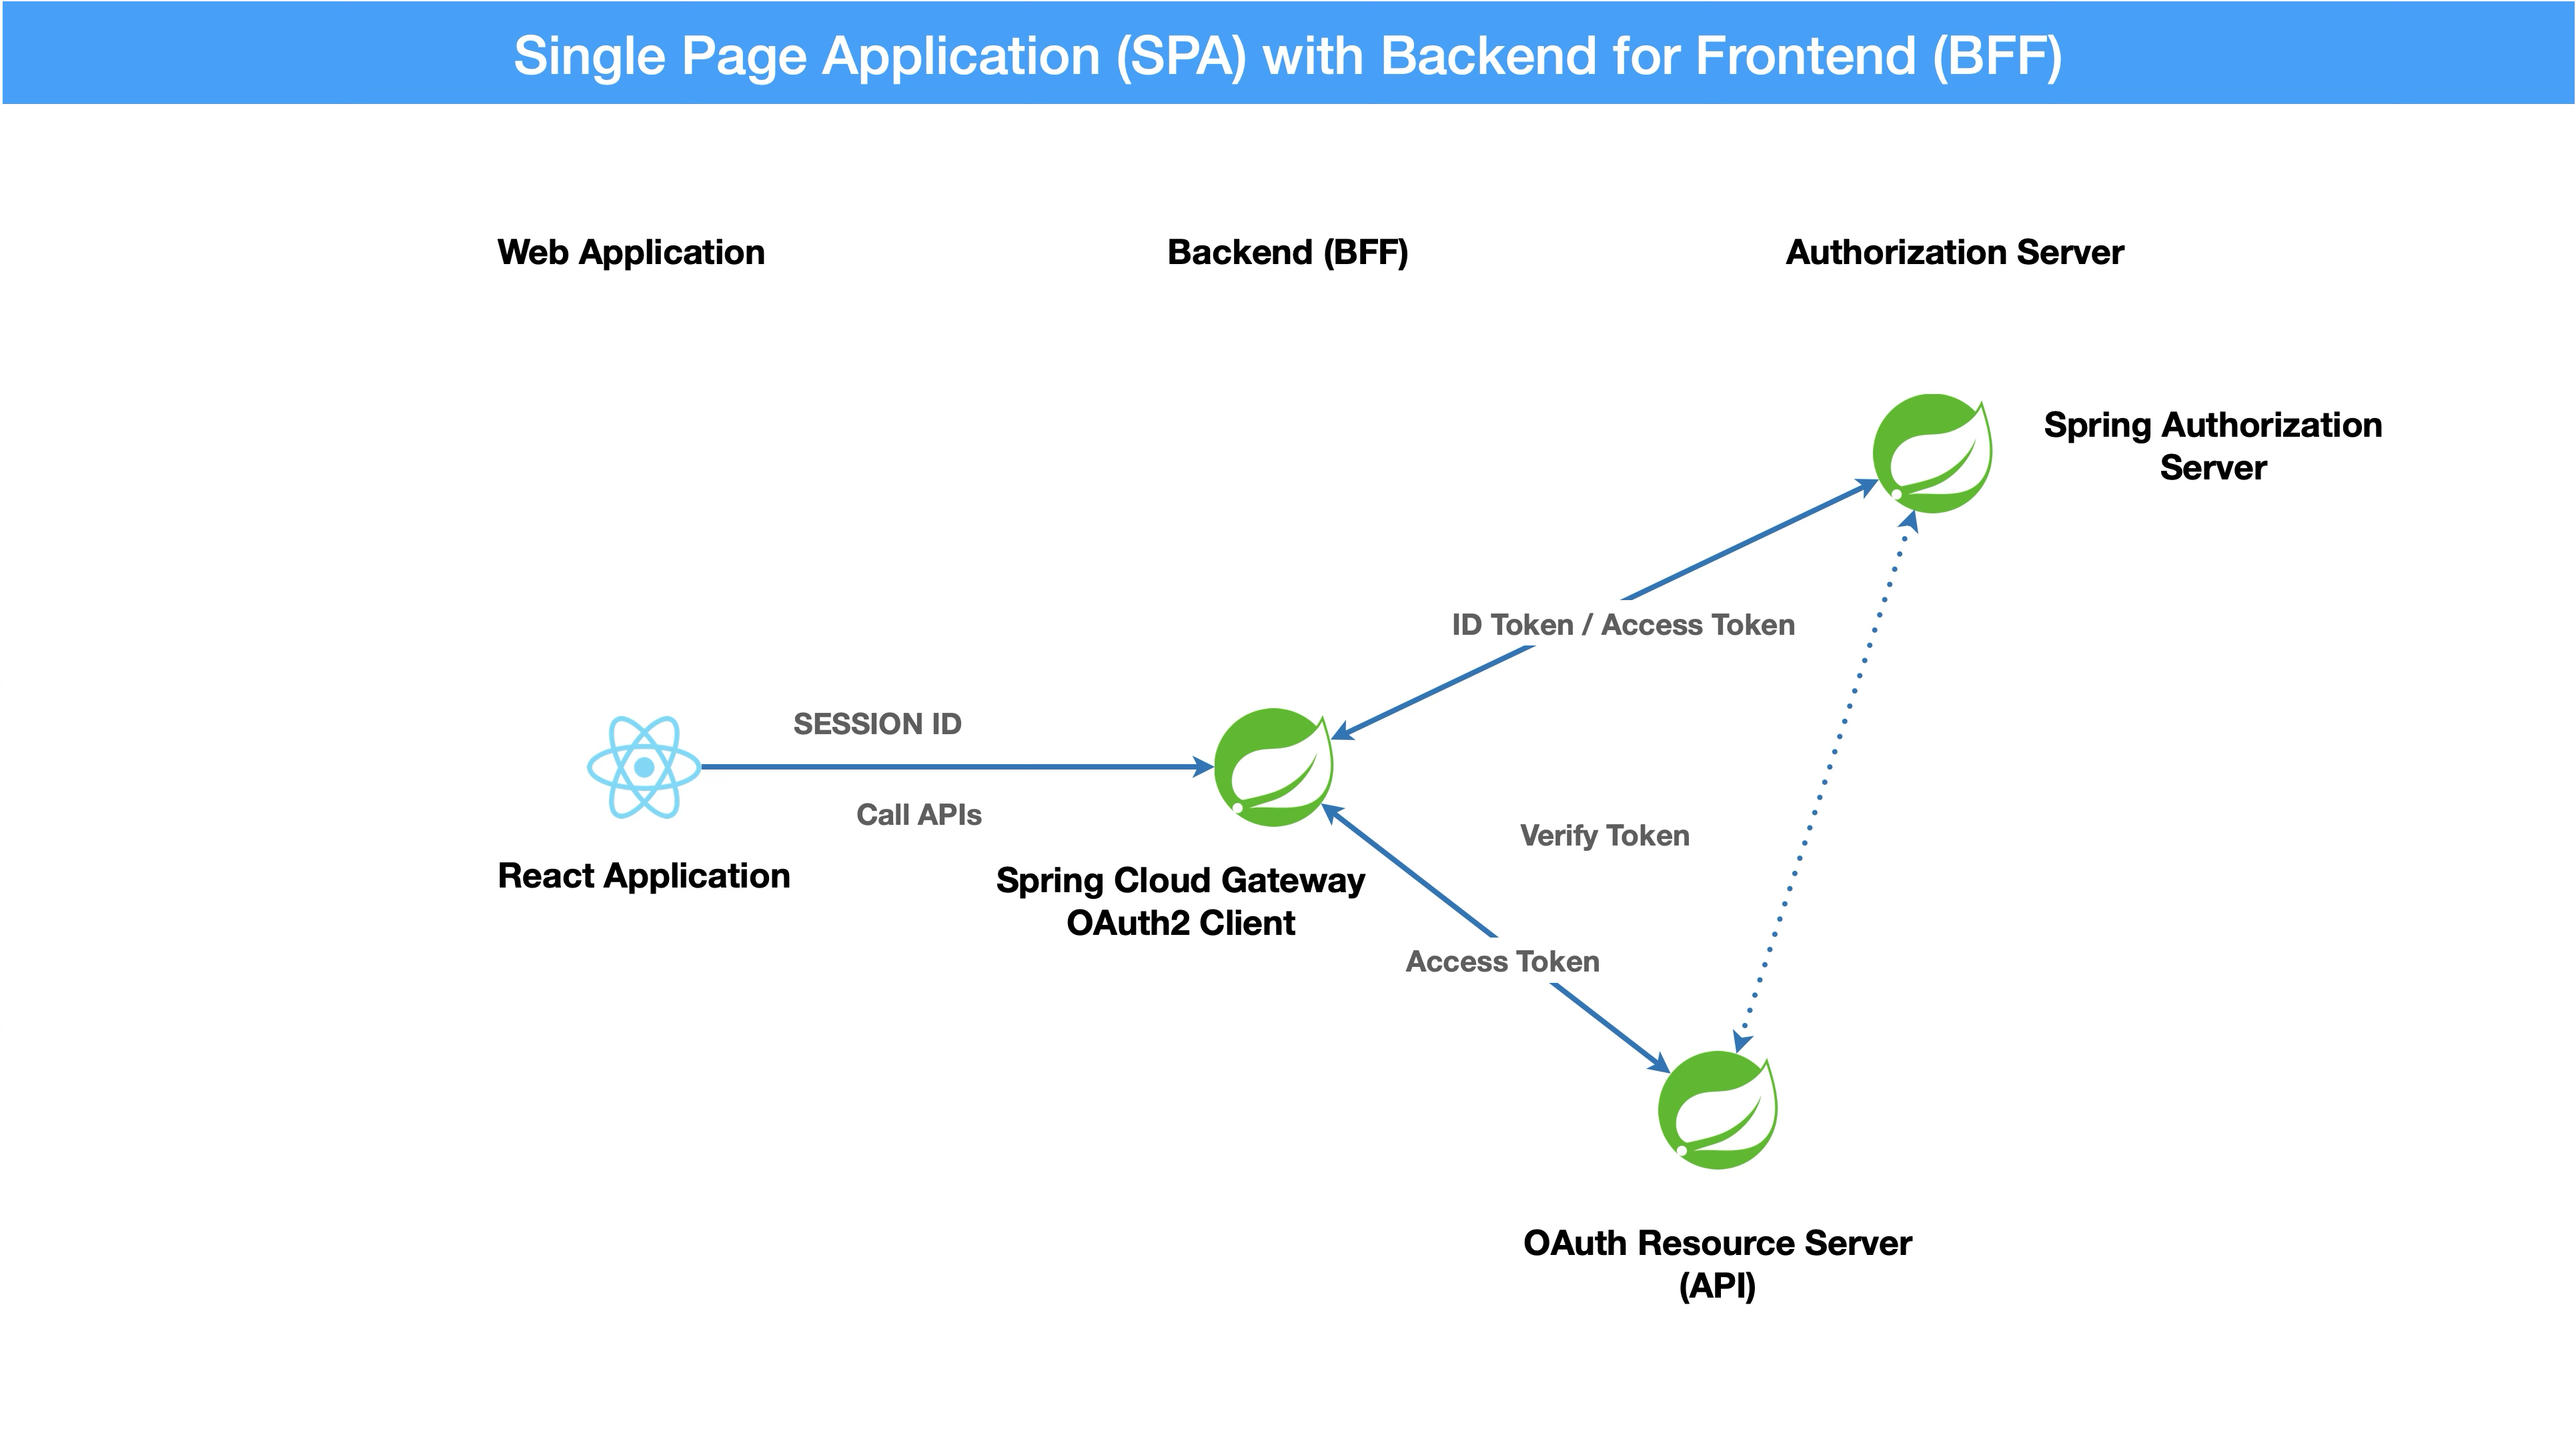 Single Page Application (SPA) with Backend for Frontend (BFF)
Web Application
Backend (BFF)
Authorization Server
Spring Authorization
Server
ID Token / Access Token
SESSION ID
Call APIs
Verify Token
React Application
Spring Cloud Gateway
OAuth2 Client
Access Token
OAuth Resource Server
(API)